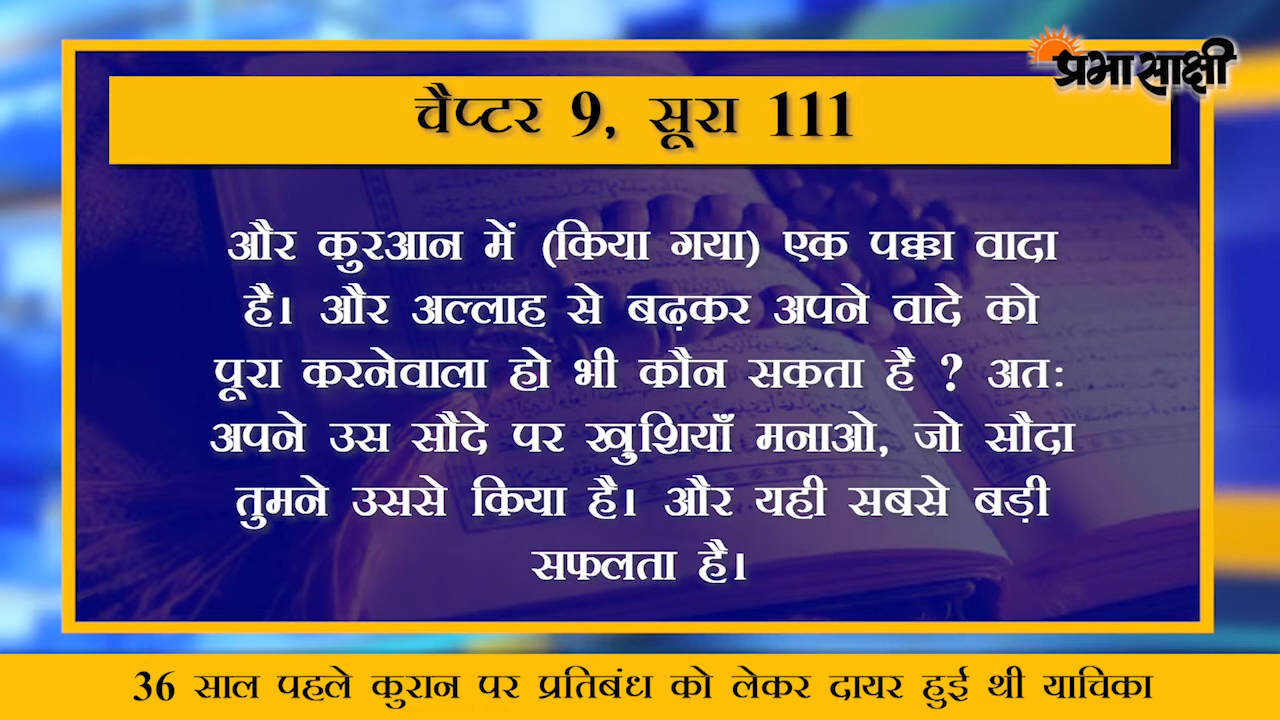 प्रभासाक्षी
चैप्टर 9, सूरा 111
और कुरआन में (किया गया) एक पक्का वादा
है। और अल्लाह से बढ़कर अपने वादे को
पूरा करनेवाला हो भी कौन सकता है ? अतः
अपने उस सौदे पर खुशियाँ मनाओ, जो सौदा
तुमने उससे किया है। और यही सबसे बड़ी
सफलता है।
36 साल पहले कुरान पर प्रतिबंध को लेकर दायर हुई थी याचिका